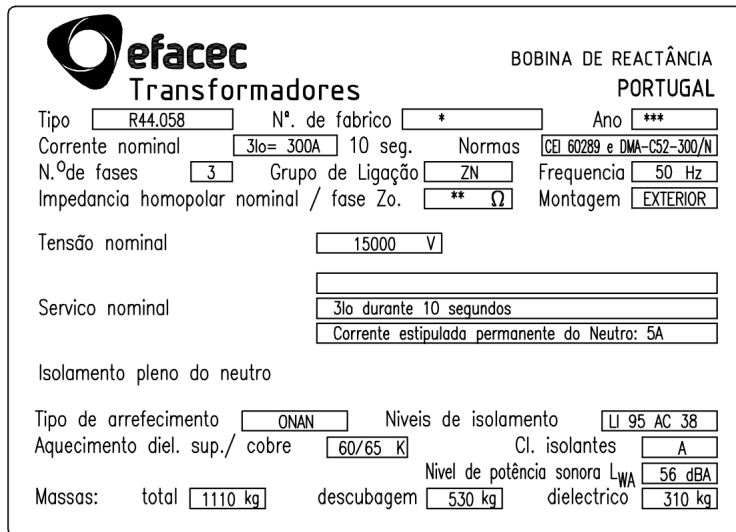 efacec
Transformadores
BOBINA DE REACTÂNCIA
PORTUGAL
Tipo R44.058 Nº. de fabrico * Ano ***
Corrente nominal 3Io= 300A 10 seg. Normas CEI 60289 e DMA-C52-300/N
N.º de fases 3 Grupo de Ligação ZN Frequencia 50 Hz
Impedancia homopolar nominal / fase Zo. ** Ω Montagem EXTERIOR
Tensão nominal 15000 V
Servico nominal 3Io durante 10 segundos
Corrente estipulada permanente do Neutro: 5A
Isolamento pleno do neutro
Tipo de arrefecimento ONAN Niveis de isolamento LI 95 AC 38
Aquecimento diel. sup./ cobre 60/65 K Cl. isolantes A
Nivel de potência sonora LWA 56 dBA
Massas: total 1110 kg descubagem 530 kg dielectrico 310 kg